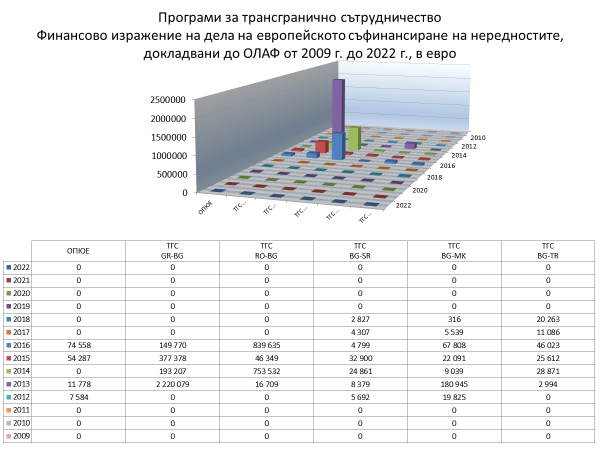 Програми за трансгранично сътрудничество
Финансово изражение на дела на европейското съфинансиране на нередностите,
докладвани до ОЛАФ от 2009 г. до 2022 г., в евро
2500000
2000000
1500000
1000000
500000
0
2010
2012
2014
2016
2018
2020
2022
ОПЮЕ
ТГС…
ТГС…
ТГС…
ТГС…
ТГС…
ОПЮЕ ТГС GR-BG ТГС RO-BG ТГС BG-SR ТГС BG-MK ТГС BG-TR
2022 0 0 0 0 0 0
2021 0 0 0 0 0 0
2020 0 0 0 0 0 0
2019 0 0 0 0 0 0
2018 0 0 0 2 827 316 20 263
2017 0 0 0 4 307 5 539 11 086
2016 74 558 149 770 839 635 4 799 67 808 46 023
2015 54 287 377 378 46 349 32 900 22 091 25 612
2014 0 193 207 753 532 24 861 9 039 28 871
2013 11 778 2 220 079 16 709 8 379 180 945 2 994
2012 7 584 0 0 5 692 19 825 0
2011 0 0 0 0 0 0
2010 0 0 0 0 0 0
2009 0 0 0 0 0 0